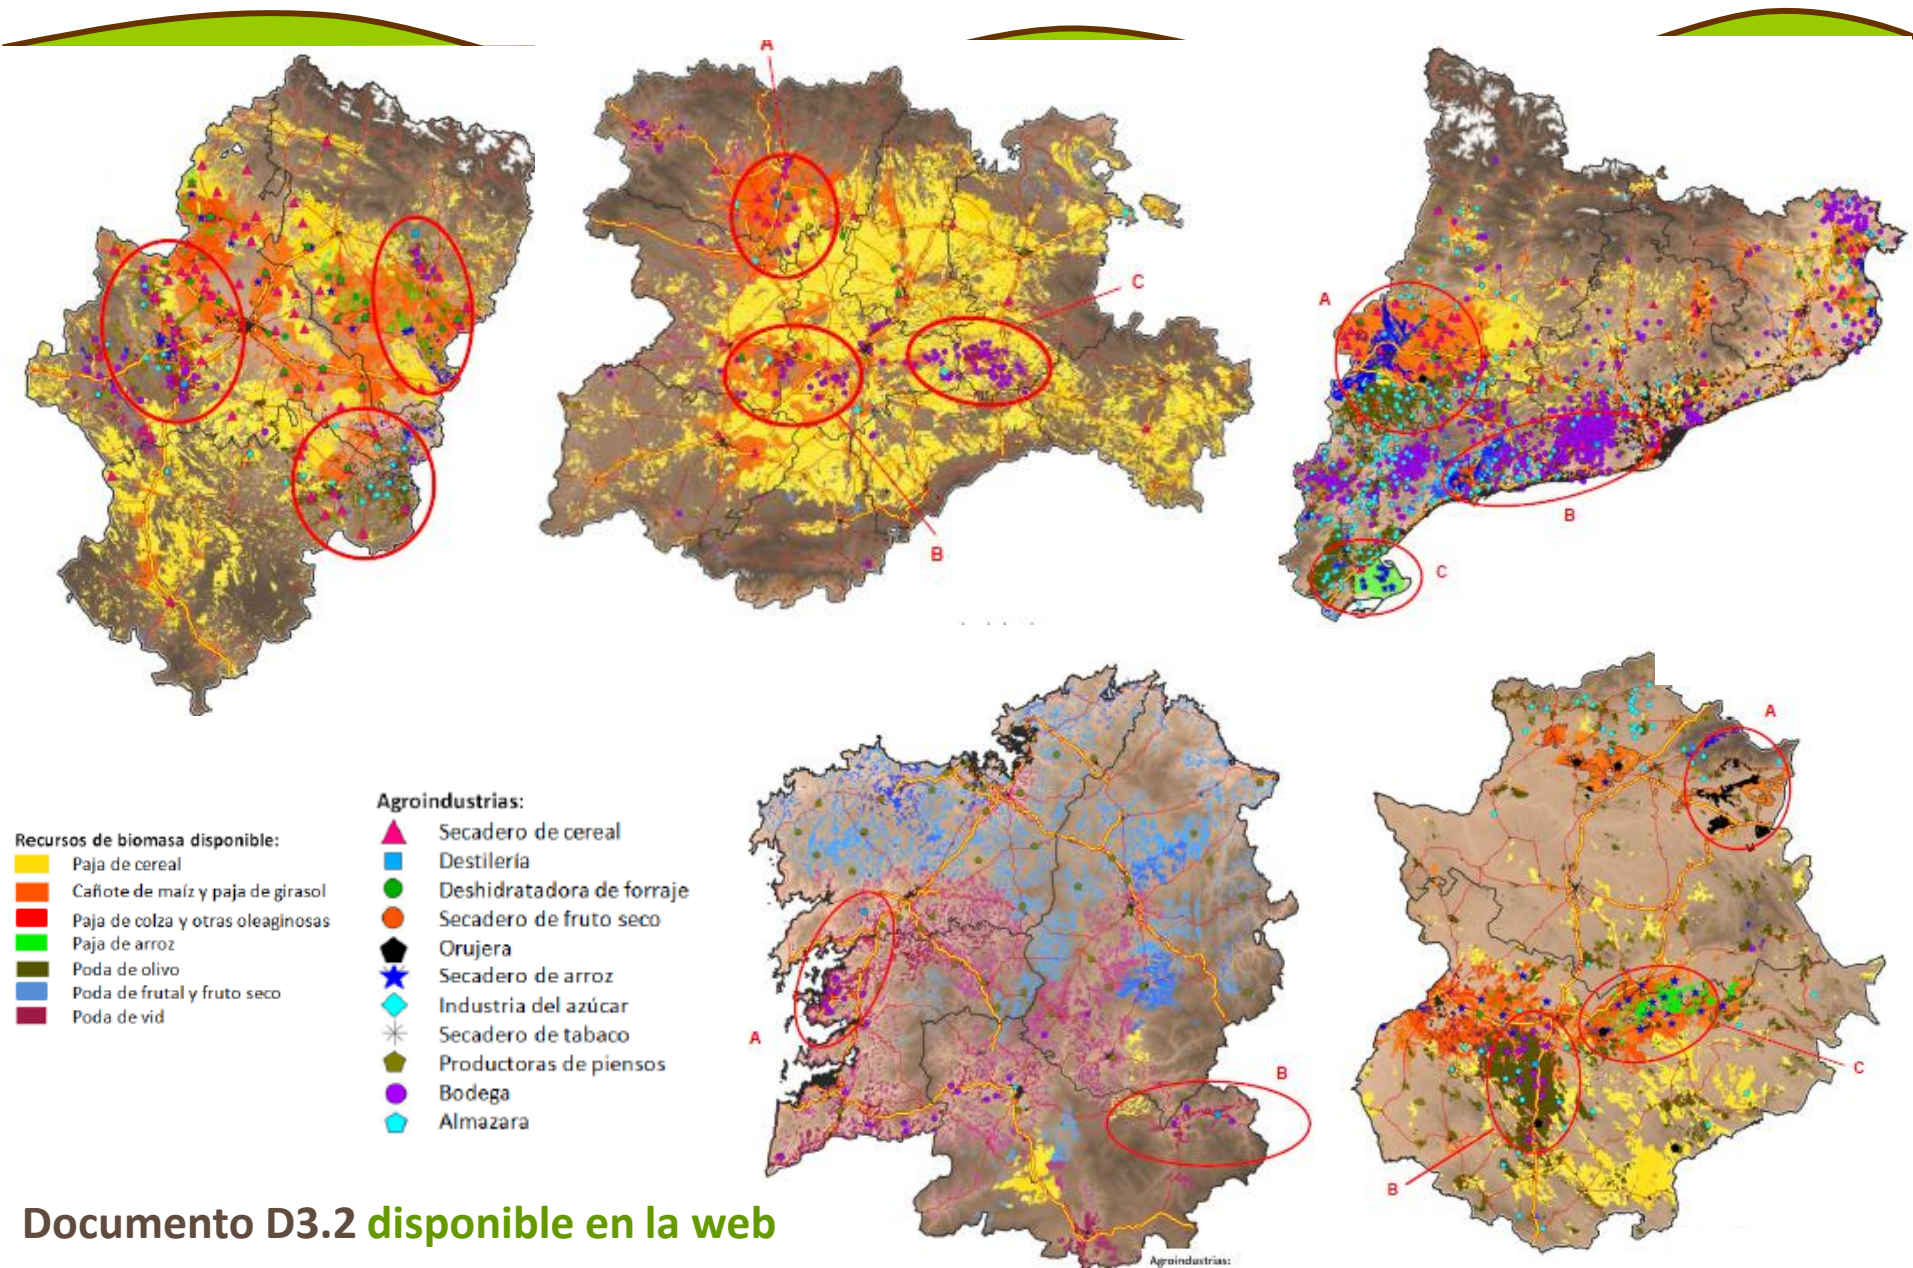 A
C
B
A
B
C
Recursos de biomasa disponible:
Paja de cereal
Cañote de maíz y paja de girasol
Paja de colza y otras oleaginosas
Paja de arroz
Poda de olivo
Poda de frutal y fruto seco
Poda de vid
Agroindustrias:
Secadero de cereal
Destilería
Deshidratadora de forraje
Secadero de fruto seco
Orujera
Secadero de arroz
Industria del azúcar
Secadero de tabaco
Productoras de piensos
Bodega
Almazara
A
B
A
C
B
Agroindustrias:
Documento D3.2 disponible en la web